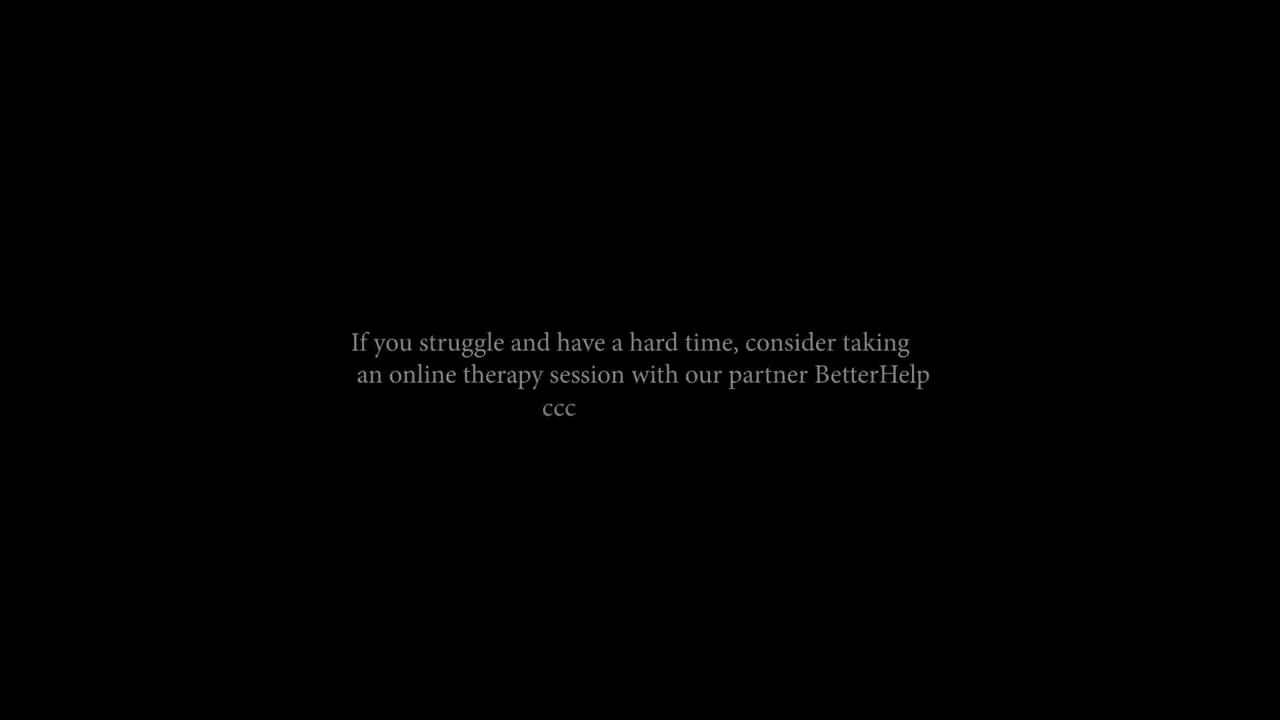 If you struggle and have a hard time, consider taking
an online therapy session with our partner BetterHelp
ccc